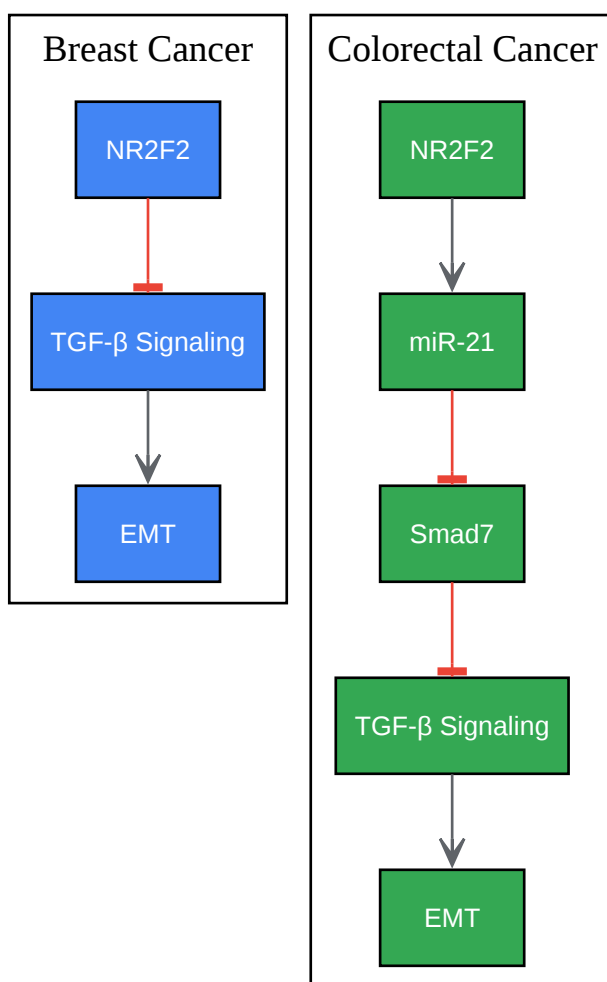 Breast Cancer
NR2F2
TGF-β Signaling
EMT
Colorectal Cancer
NR2F2
miR-21
Smad7
TGF-β Signaling
EMT